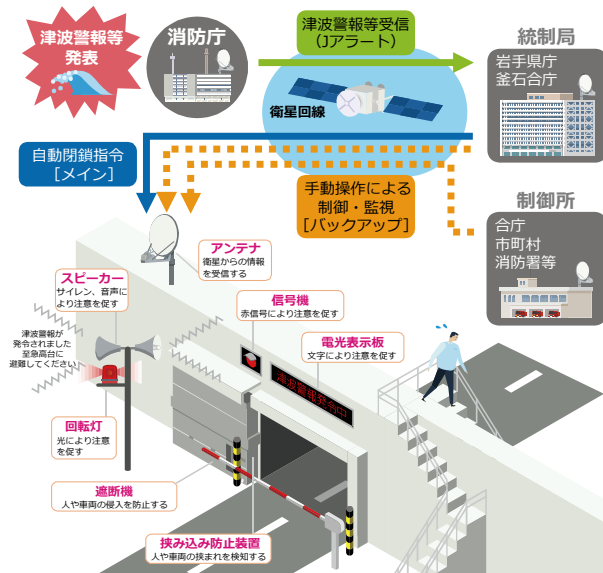 津波警報等
発表
消防庁
津波警報等受信
（Jアラート）
統制局
岩手県庁
釜石合庁
衛星回線
自動閉鎖指令
［メイン］
手動操作による
制御・監視
［バックアップ］
制御所
合庁
市町村
消防署等
アンテナ
衛星からの情報
を受信する
スピーカー
サイレン、音声に
より注意を促す
信号機
赤信号により注意を促す
津波警報が
発令されました
至急高台に
避難してください
電光表示板
文字により注意を促す
津波警報発令中
回転灯
光により注意
を促す
遮断機
人や車両の侵入を防止する
挟み込み防止装置
人や車両の挟まれを検知する